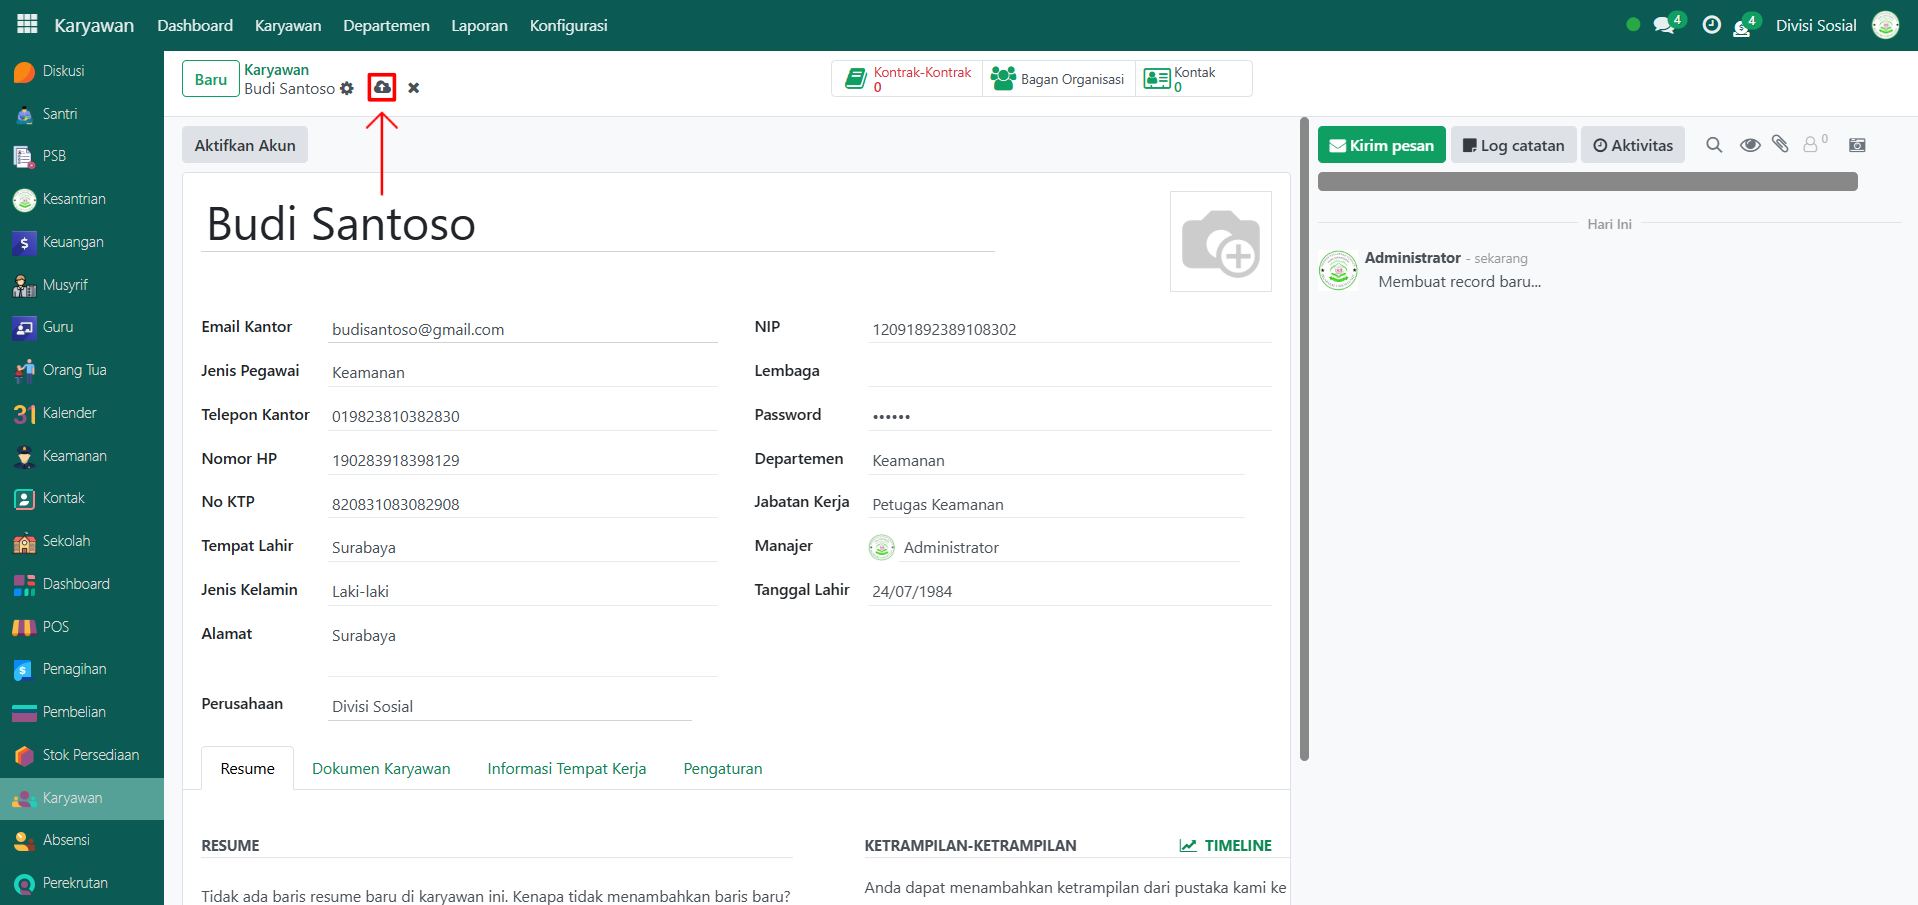 Karyawan Dashboard Karyawan Departemen Laporan Konfigurasi 4 4 Divisi Sosial
Diskusi
Santri
PSB
Kesantrian
Keuangan
Musyrif
Guru
Orang Tua
31 Kalender
Keamanan
Kontak
Sekolah
Dashboard
POS
Penagihan
Pembelian
Stok Persediaan
Karyawan
Absensi
Perekrutan
Baru
Karyawan
Budi Santoso
Kontrak-Kontrak
0
Bagan Organisasi
Kontak
0
Aktifkan Akun
Budi Santoso
Email Kantor budisantoso@gmail.com
Jenis Pegawai Keamanan
Telepon Kantor 019823810382830
Nomor HP 190283918398129
No KTP 820831083082908
Tempat Lahir Surabaya
Jenis Kelamin Laki-laki
Alamat Surabaya
Perusahaan Divisi Sosial
NIP 12091892389108302
Lembaga
Password ••••••
Departemen Keamanan
Jabatan Kerja Petugas Keamanan
Manajer Administrator
Tanggal Lahir 24/07/1984
Resume Dokumen Karyawan Informasi Tempat Kerja Pengaturan
RESUME
Tidak ada baris resume baru di karyawan ini. Kenapa tidak menambahkan baris baru?
KETRAMPILAN-KETRAMPILAN TIMELINE
Anda dapat menambahkan ketrampilan dari pustaka kami ke
Kirim pesan Log catatan Aktivitas 0
Hari Ini
Administrator - sekarang
Membuat record baru...